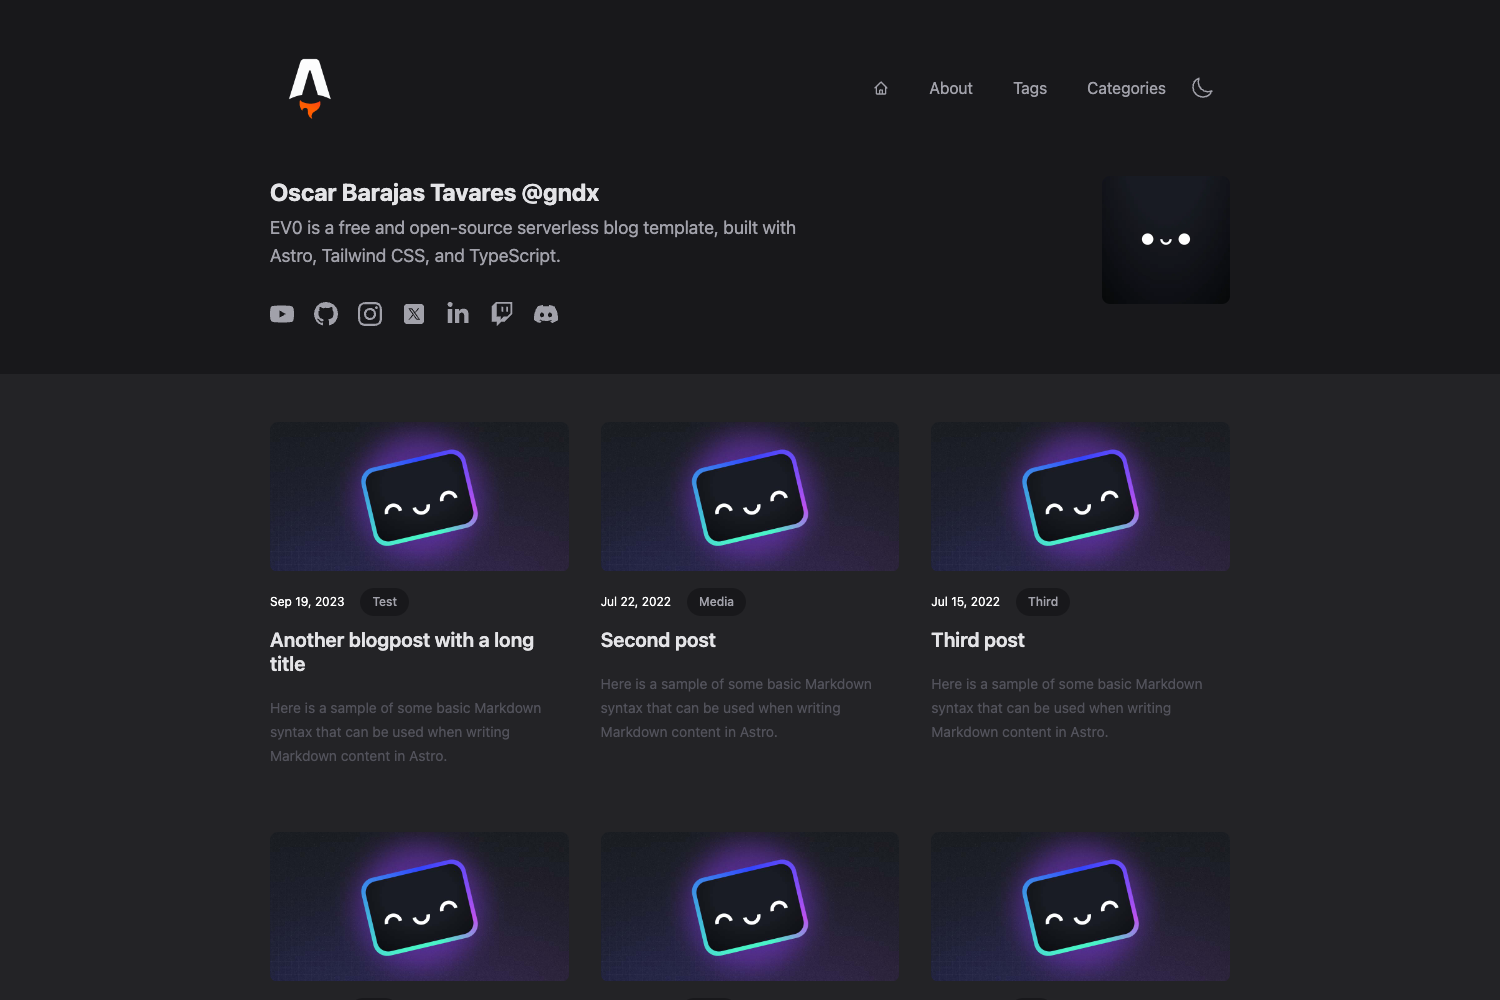 About
Tags
Categories
Oscar Barajas Tavares @gndx
EV0 is a free and open-source serverless blog template, built with
Astro, Tailwind CSS, and TypeScript.
Sep 19, 2023
Test
Another blogpost with a long
title
Here is a sample of some basic Markdown
syntax that can be used when writing
Markdown content in Astro.
Jul 22, 2022
Media
Second post
Here is a sample of some basic Markdown
syntax that can be used when writing
Markdown content in Astro.
Jul 15, 2022
Third
Third post
Here is a sample of some basic Markdown
syntax that can be used when writing
Markdown content in Astro.